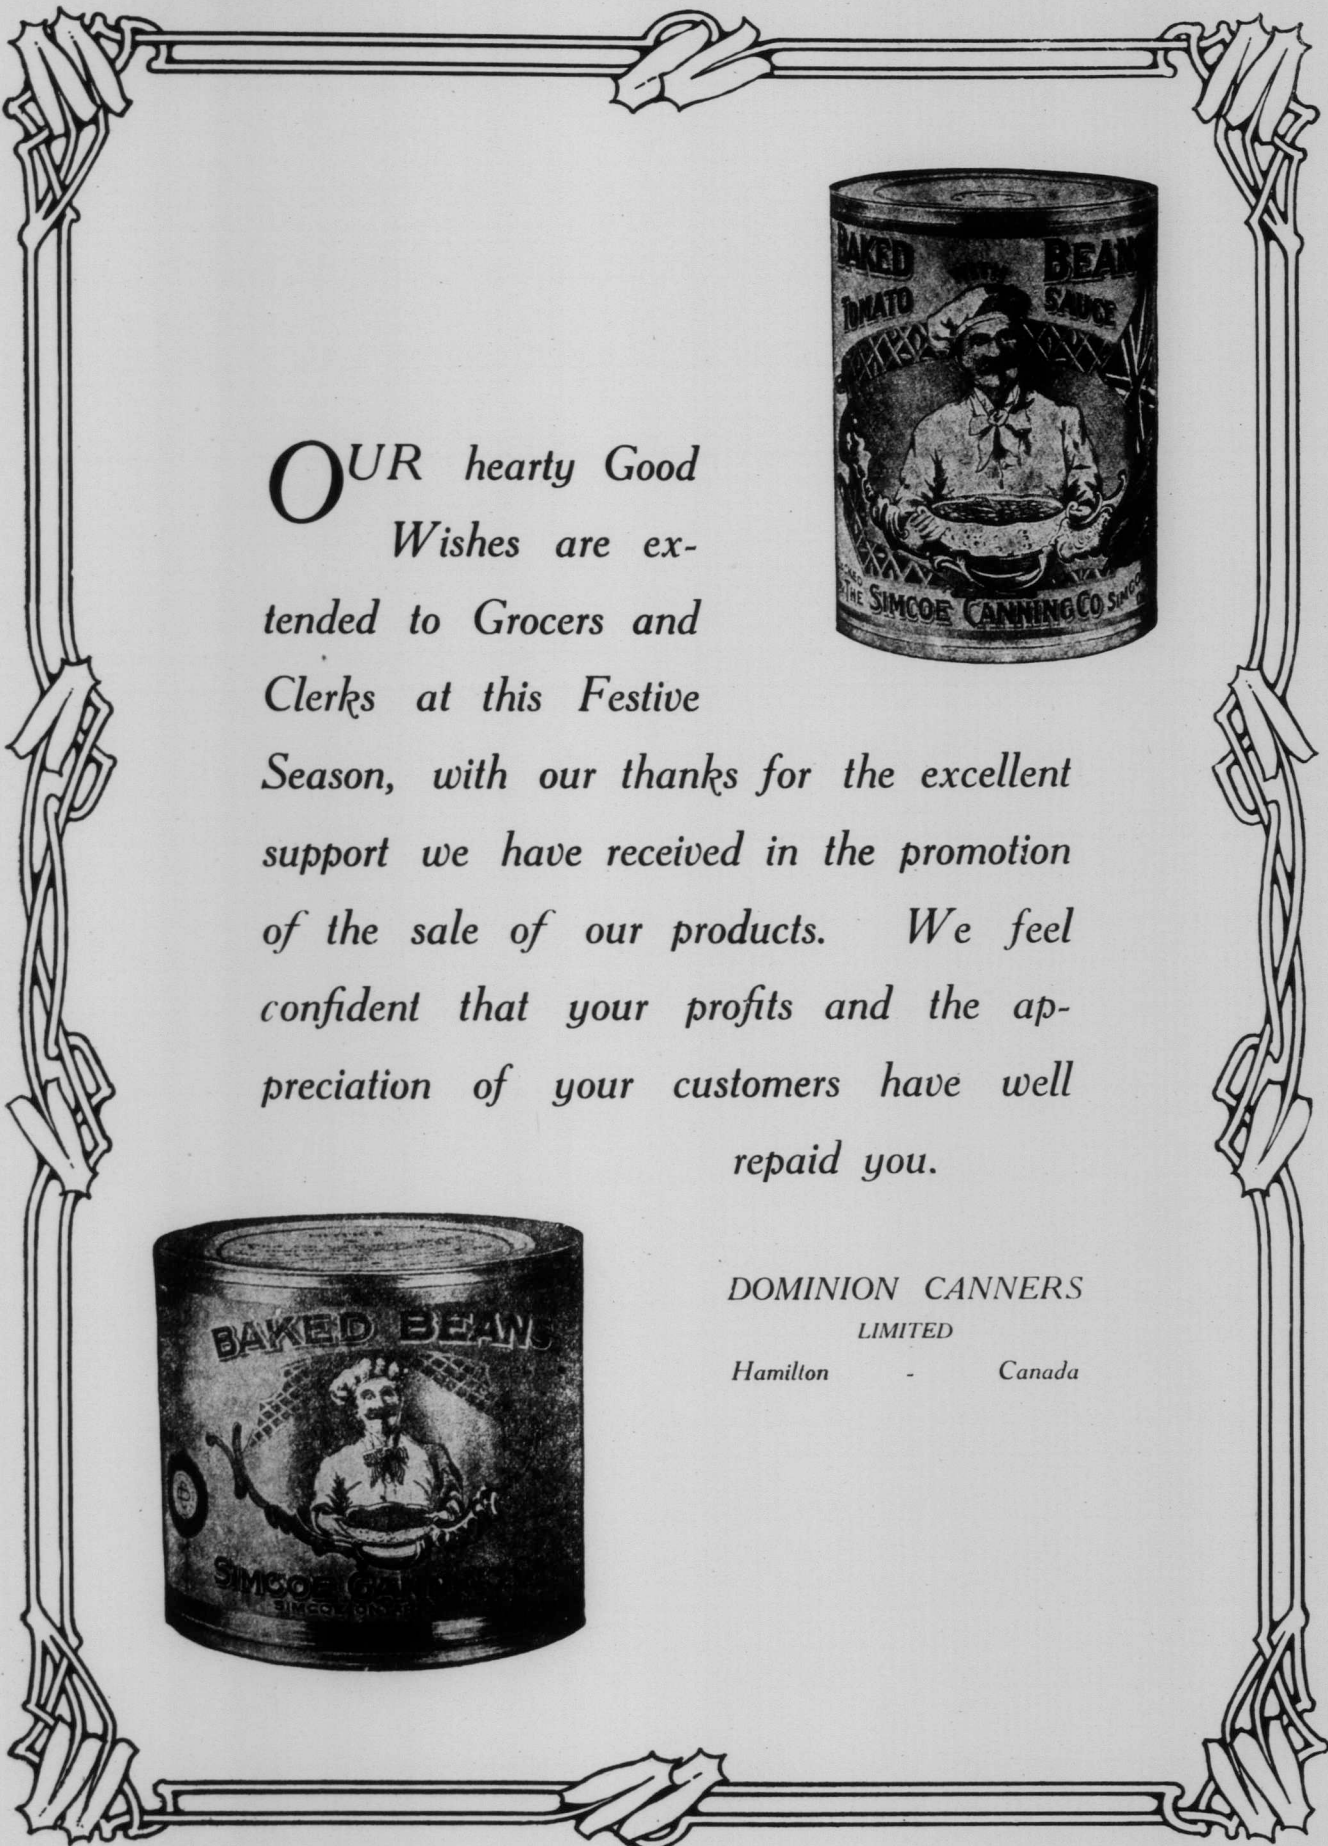 BAKED BEANS
WITH
TOMATO SAUCE
THE SIMCOE CANNING CO
OUR hearty Good
Wishes are ex-
tended to Grocers and
Clerks at this Festive
Season, with our thanks for the excellent
support we have received in the promotion
of the sale of our products. We feel
confident that your profits and the ap-
preciation of your customers have well
repaid you.
DOMINION CANNERS
LIMITED
Hamilton - Canada
BAKED BEANS
SIMCOE
SIMCOE ONT